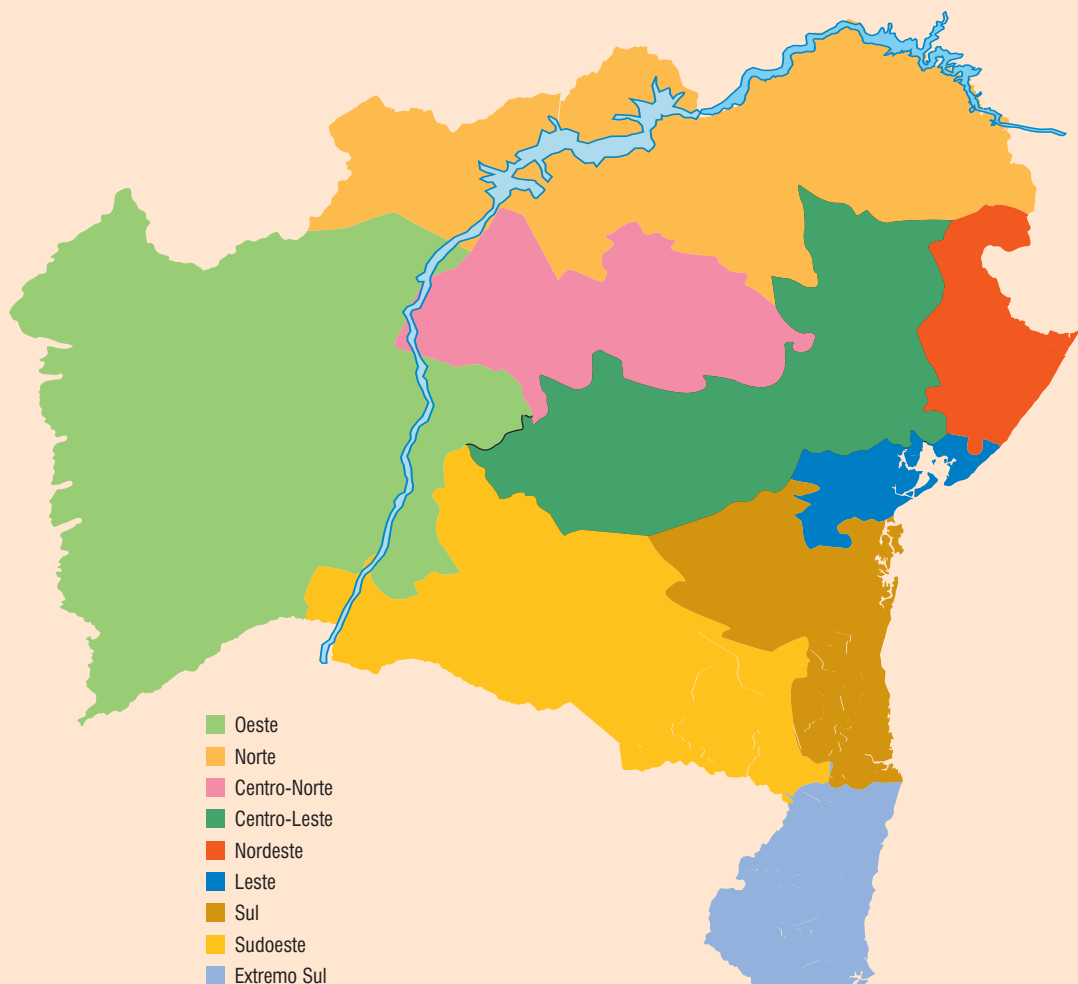 Oeste
Norte
Centro-Norte
Centro-Leste
Nordeste
Leste
Sul
Sudoeste
Extremo Sul